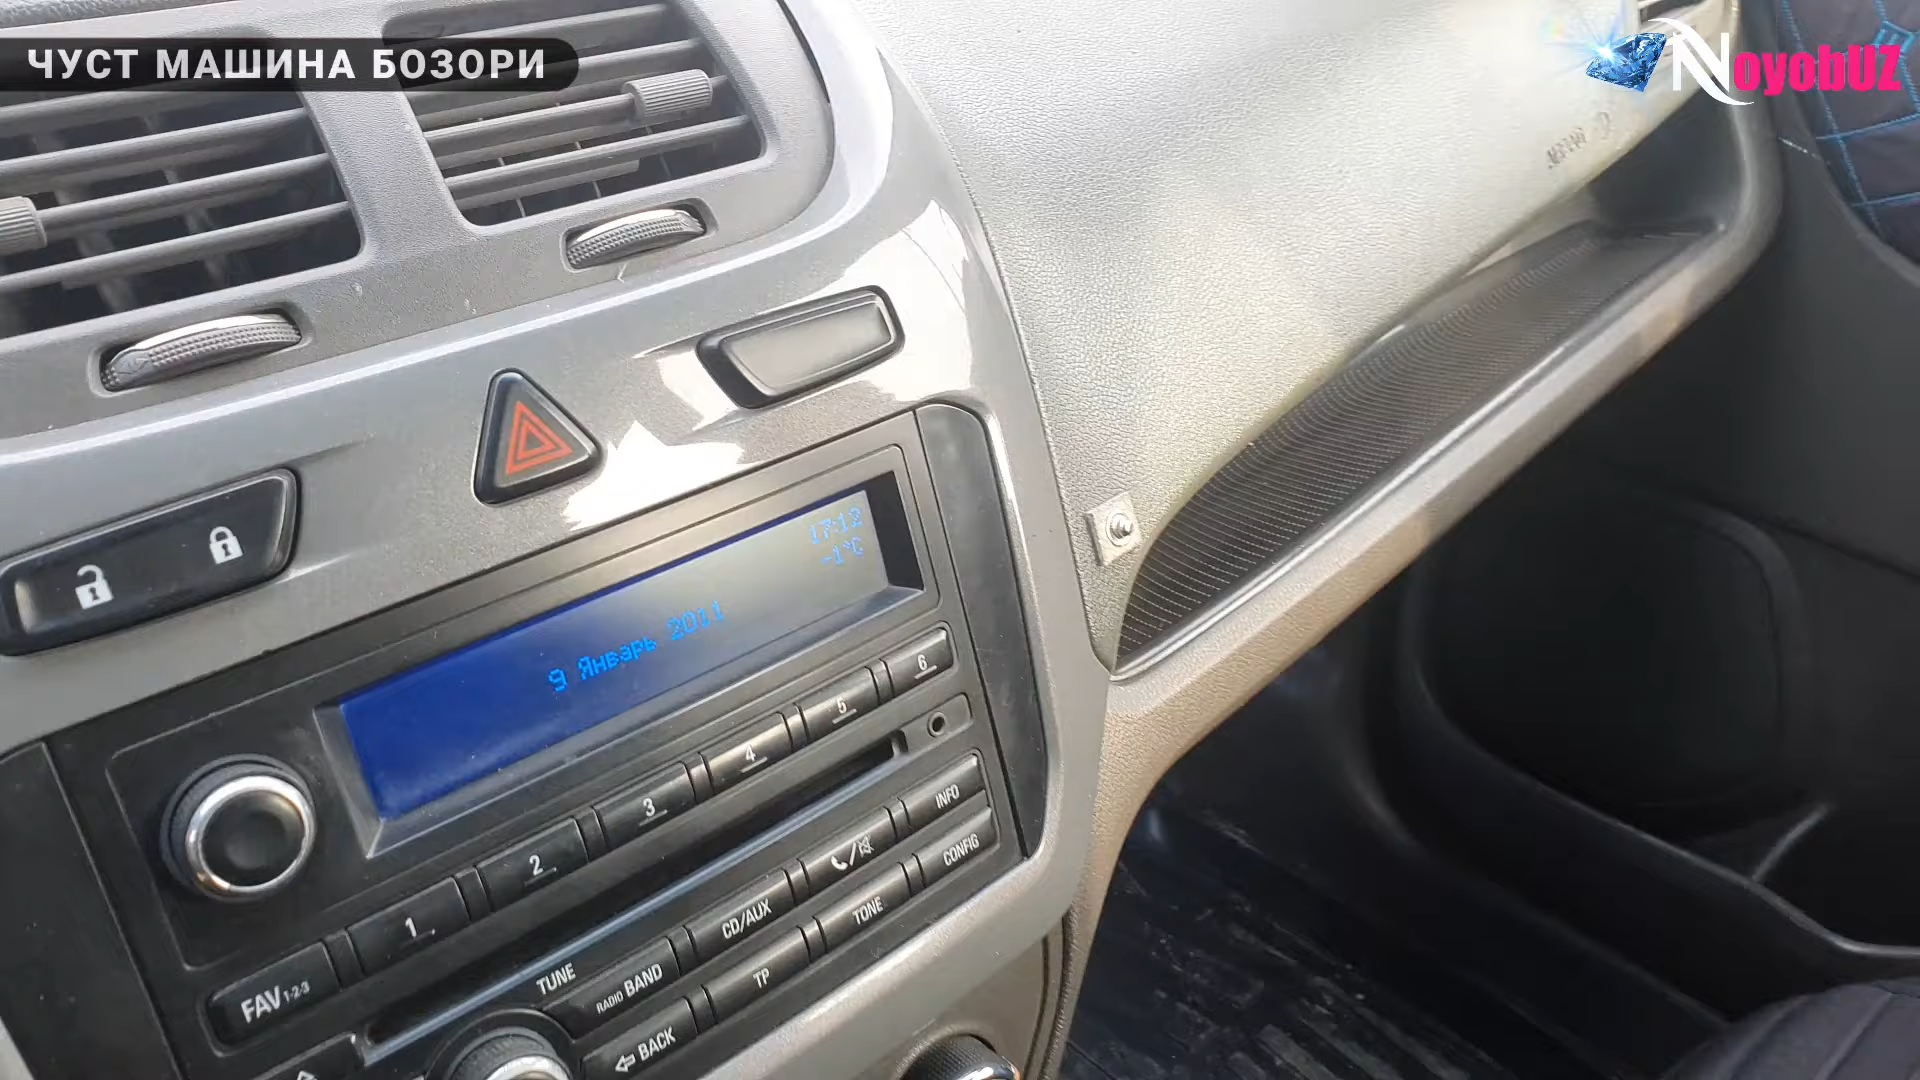 ЧУСТ МАШИНА БОЗОРИ
NoyobUZ
17:12
-1°C
9 Январь 2011
6
5
4
3
2
1
FAV 1-2-3
INFO
CONFIG
CD/AUX
TONE
TUNE
RADIO BAND
TP
BACK